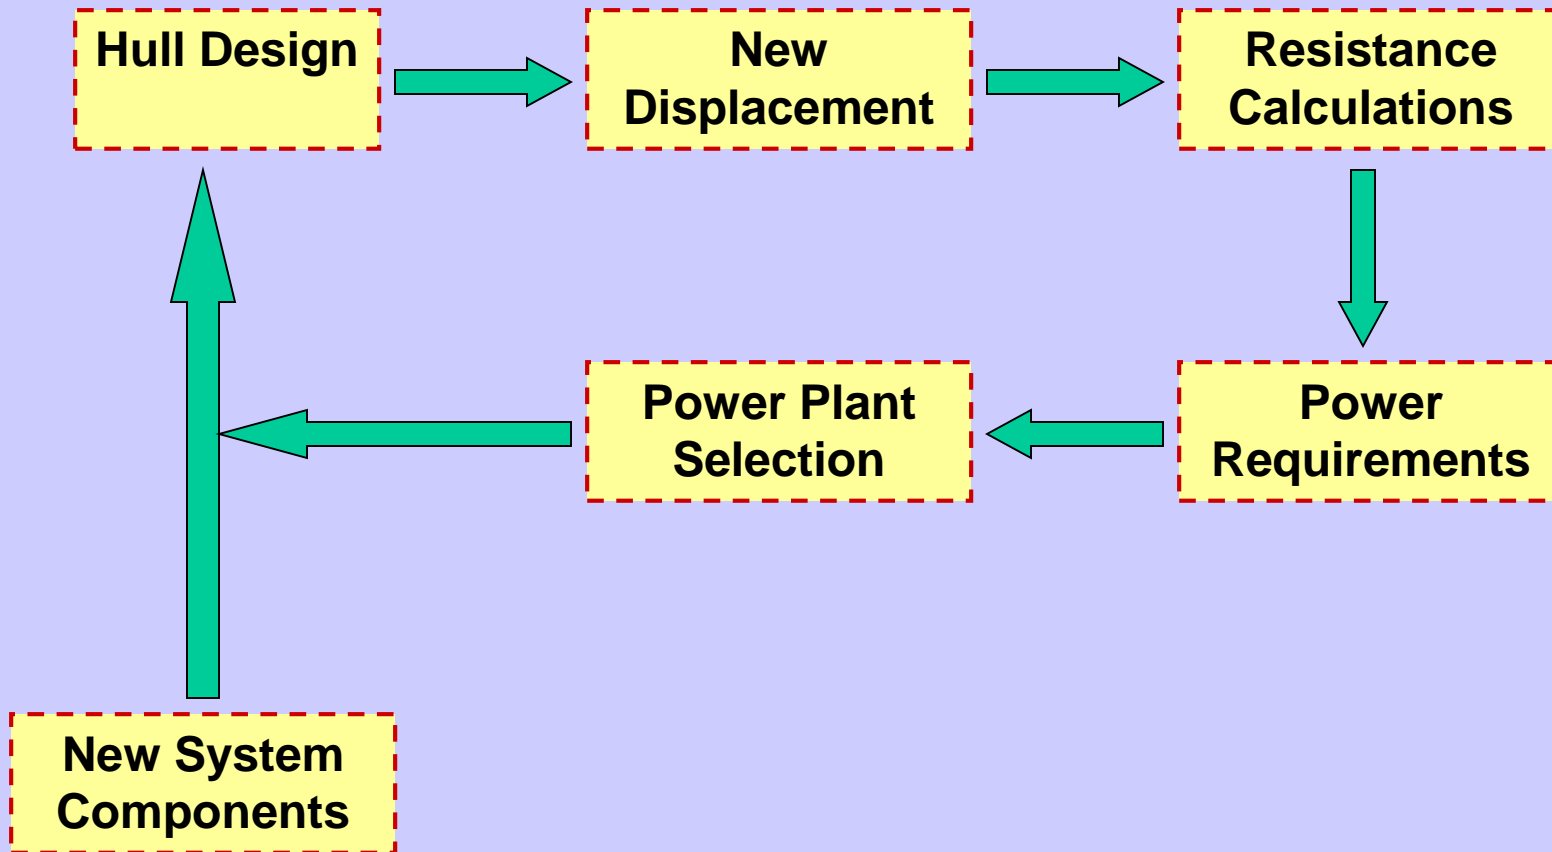 Hull Design
New
Displacement
Resistance
Calculations
Power Plant
Selection
Power
Requirements
New System
Components